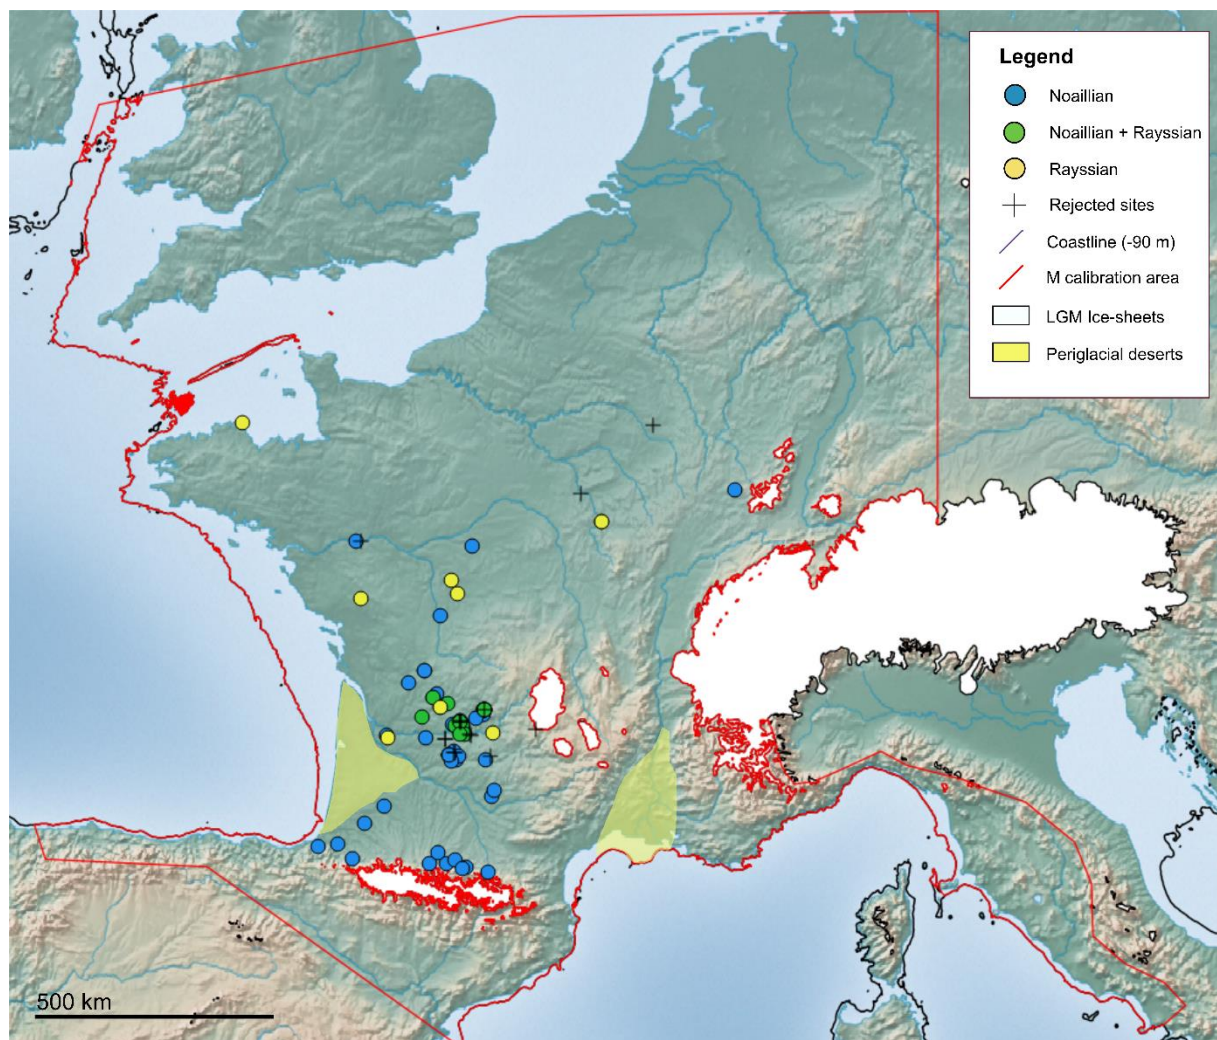 Legend
Noaillian
Noaillian + Rayssian
Rayssian
Rejected sites
Coastline (-90 m)
M calibration area
LGM Ice-sheets
Periglacial deserts
500 km